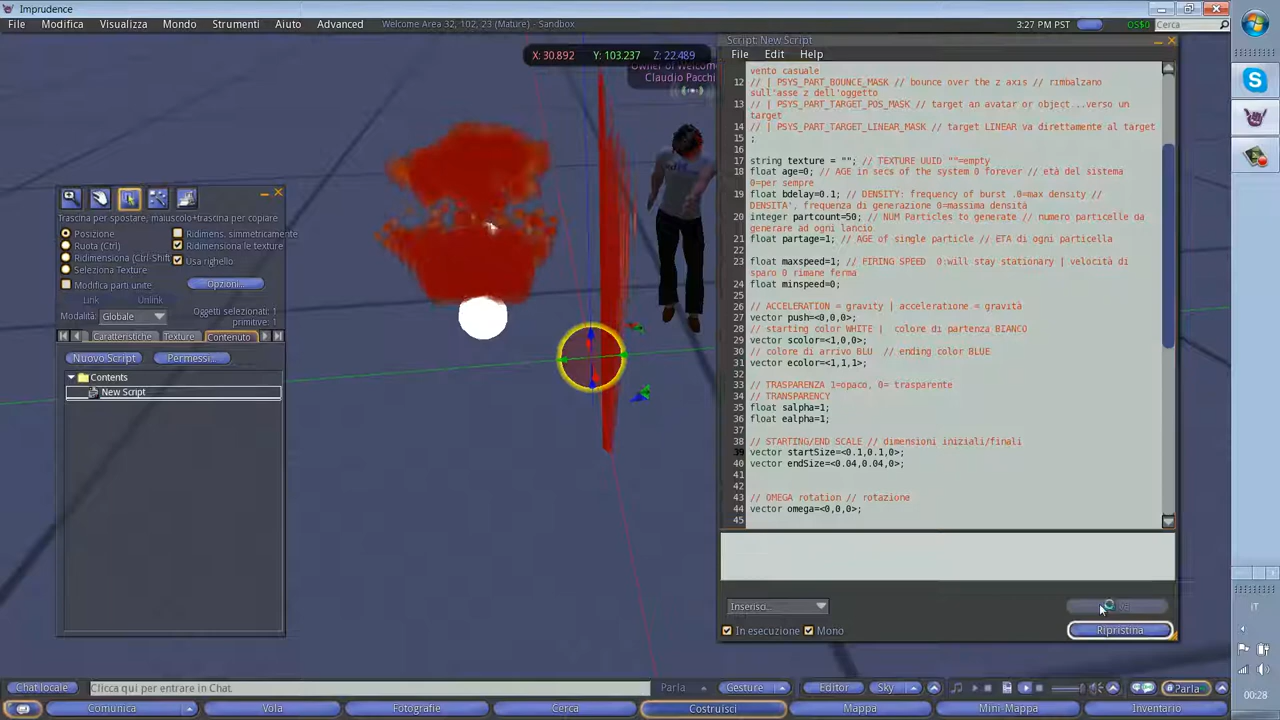 Imprudence
File Modifica Visualizza Mondo Strumenti Aiuto Advanced Welcome Area 32, 102, 23 (Mature) - Sandbox 3:27 PM PST OS$0 Cerca
X: 30.892 Y: 103.237 Z: 22.489
Claudio Pacchi
Script: New Script
File Edit Help
vento casuale
12 // | PSYS_PART_BOUNCE_MASK // bounce over the z axis // rimbalzano
sull'asse z dell'oggetto
13 // | PSYS_PART_TARGET_POS_MASK // target an avatar or object...verso un
target
14 // | PSYS_PART_TARGET_LINEAR_MASK // target LINEAR va direttamente al target
15 ;
16
17 string texture = ""; // TEXTURE UUID ""=empty
18 float age=0; // AGE in secs of the system 0 forever // età del sistema
0=per sempre
19 float bdelay=0.1; // DENSITY: frequency of burst .0=max density //
DENSITA', frequenza di generazione 0=massima densità
20 integer partcount=50; // NUM Particles to generate // numero particelle da
generare ad ogni lancio
21 float partage=1; // AGE of single particle // ETA di ogni particella
22
23 float maxspeed=1; // FIRING SPEED 0:will stay stationary | velocità di
sparo 0 rimane ferma
24 float minspeed=0;
25
26 // ACCELERATION = gravity | accelerazione = gravità
27 vector push=<0,0,0>;
28 // starting color WHITE | colore di partenza BIANCO
29 vector scolor=<1,0,0>;
30 // colore di arrivo BLU // ending color BLUE
31 vector ecolor=<1,1,1>;
32
33 // TRASPARENZA 1=opaco, 0= trasparente
34 // TRANSPARENCY
35 float salpha=1;
36 float ealpha=1;
37
38 // STARTING/END SCALE // dimensioni iniziali/finali
39 vector startSize=<0.1,0.1,0>;
40 vector endSize=<0.04,0.04,0>;
41
42
43 // OMEGA rotation // rotazione
44 vector omega=<0,0,0>;
45
Inserisc...
In esecuzione Mono
Ripristina
Trascina per spostare, maiuscolo+trascina per copiare
Posizione
Ruota (Ctrl)
Ridimensiona (Ctrl-Shift
Seleziona Texture
Ridimens. simmetricamente
Ridimensiona le texture
Usa righello
Modifica parti unite
Opzioni...
Link Unlink
Modalità: Globale
Oggetti selezionati: 1
primitive: 1
Caratteristiche Texture Contenuto
Nuovo Script Permessi...
Contents
New Script
Chat locale Clicca qui per entrare in Chat. Parla Gesture Editor Sky Parla
Comunica Vola Fotografie Cerca Costruisci Mappa Mini-Mappa Inventario
IT
00:28